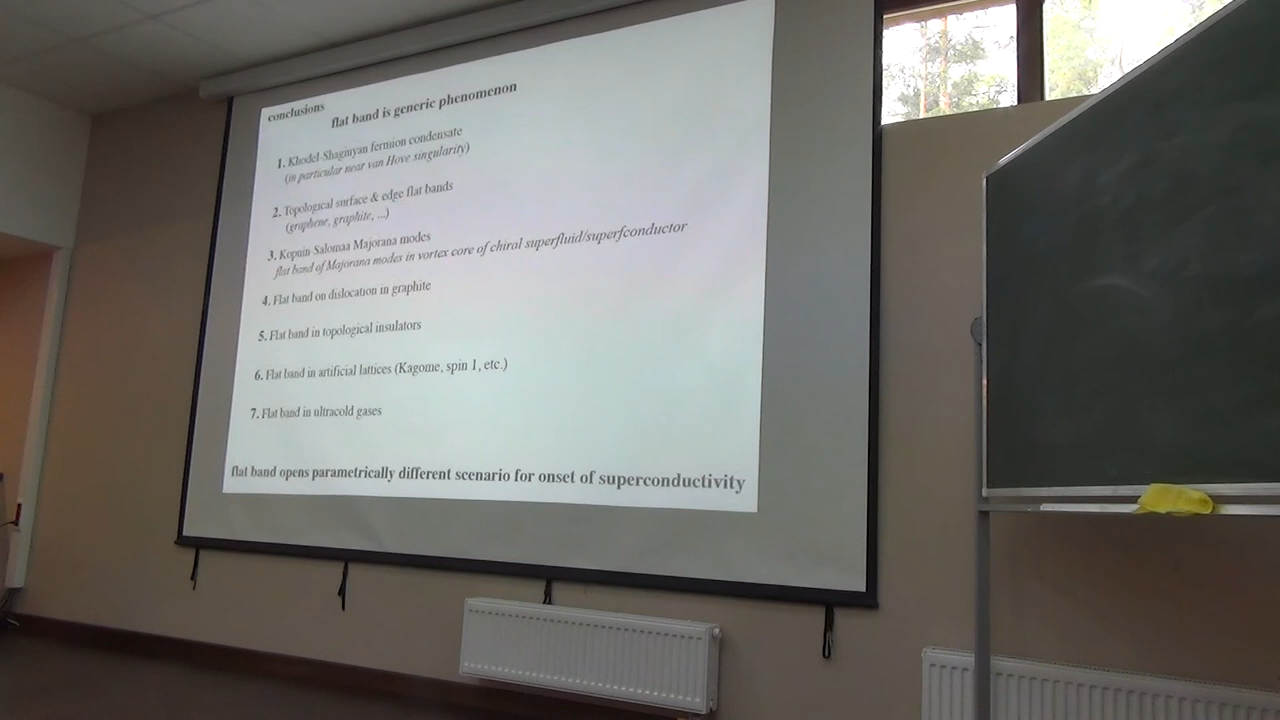 conclusions
flat band is generic phenomenon
1. Khodel-Shaginyan fermion condensate
(in particular near van Hove singularity)
2. Topological surface & edge flat bands
(graphene, graphite, ...)
3. Kopnin-Salomaa Majorana modes
flat band of Majorana modes in vortex core of chiral superfluid/superfconductor
4. Flat band on dislocation in graphite
5. Flat band in topological insulators
6. Flat band in artificial lattices (Kagome, spin 1, etc.)
7. Flat band in ultracold gases
flat band opens parametrically different scenario for onset of superconductivity